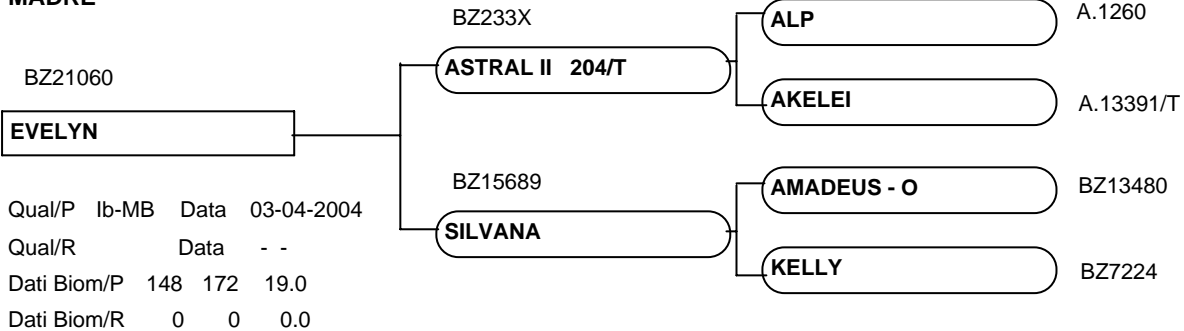 MADRE
BZ233X
ALP
A.1260
BZ21060
ASTRAL II 204/T
AKELEI
A.13391/T
EVELYN
BZ15689
AMADEUS - O
BZ13480
SILVANA
KELLY
BZ7224
Qual/P Ib-MB Data 03-04-2004
Qual/R Data - -
Dati Biom/P 148 172 19.0
Dati Biom/R 0 0 0.0